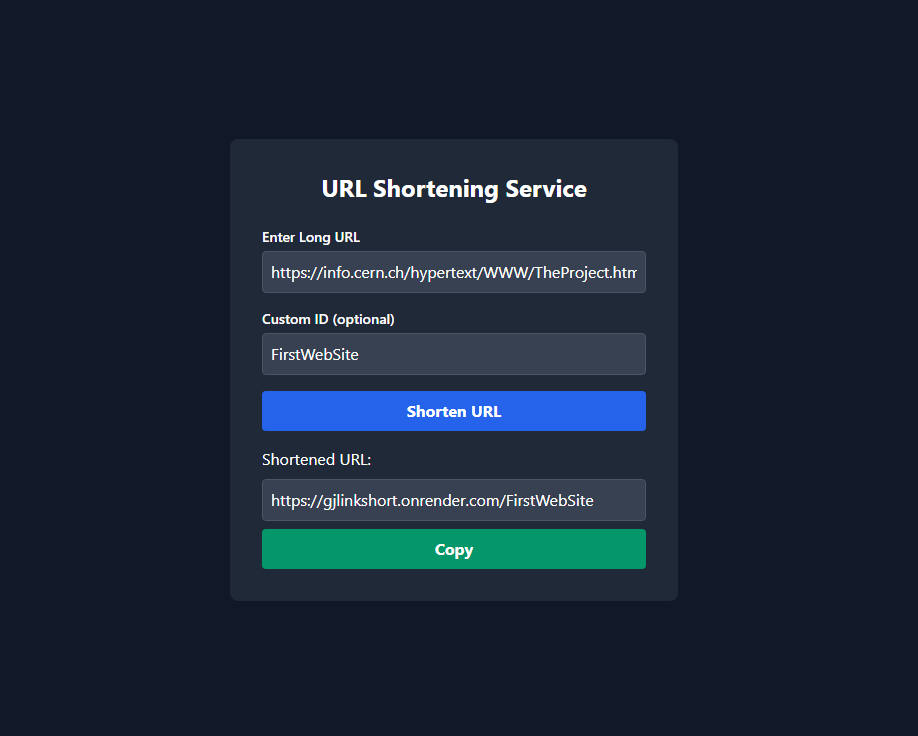 URL Shortening Service
Enter Long URL
https://info.cern.ch/hypertext/WWW/TheProject.htm
Custom ID (optional)
FirstWebSite
Shorten URL
Shortened URL:
https://gjlinkshort.onrender.com/FirstWebSite
Copy